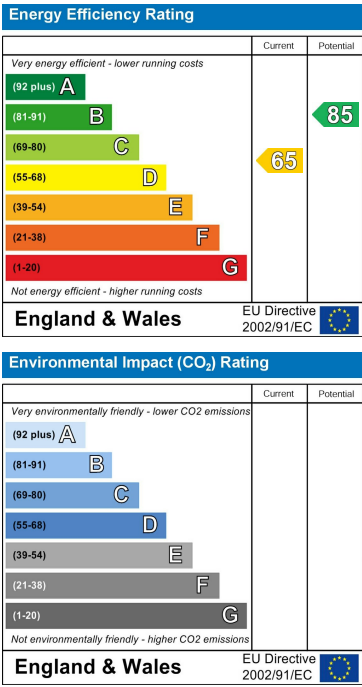 Energy Efficiency Rating
Current Potential
Very energy efficient - lower running costs
(92 plus) A
(81-91) B
85
(69-80) C
65
(55-68) D
(39-54) E
(21-38) F
(1-20) G
Not energy efficient - higher running costs
England & Wales
EU Directive
2002/91/EC
Environmental Impact (CO₂) Rating
Current Potential
Very environmentally friendly - lower CO2 emissions
(92 plus) A
(81-91) B
(69-80) C
(55-68) D
(39-54) E
(21-38) F
(1-20) G
Not environmentally friendly - higher CO2 emissions
England & Wales
EU Directive
2002/91/EC